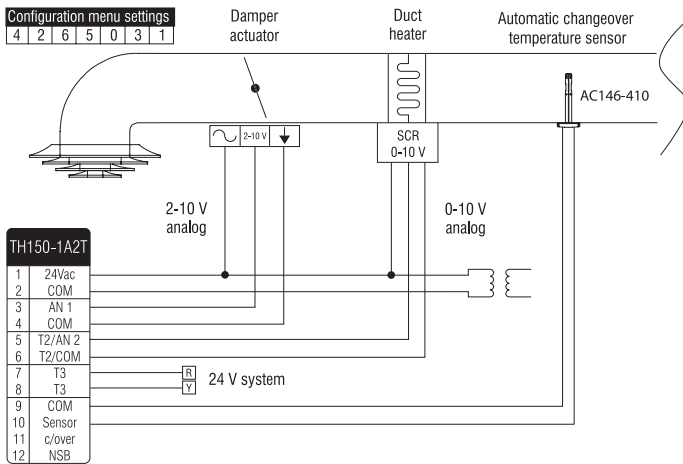 Configuration menu settings
4 2 6 5 0 3 1
Damper
actuator
Duct
heater
Automatic changeover
temperature sensor
AC146-410
2-10 V
SCR
0-10 V
2-10 V
analog
0-10 V
analog
TH150-1A2T
1 24Vac
2 COM
3 AN 1
4 COM
5 T2/AN 2
6 T2/COM
7 T3
8 T3
9 COM
10 Sensor
11 c/over
12 NSB
R
Y
24 V system